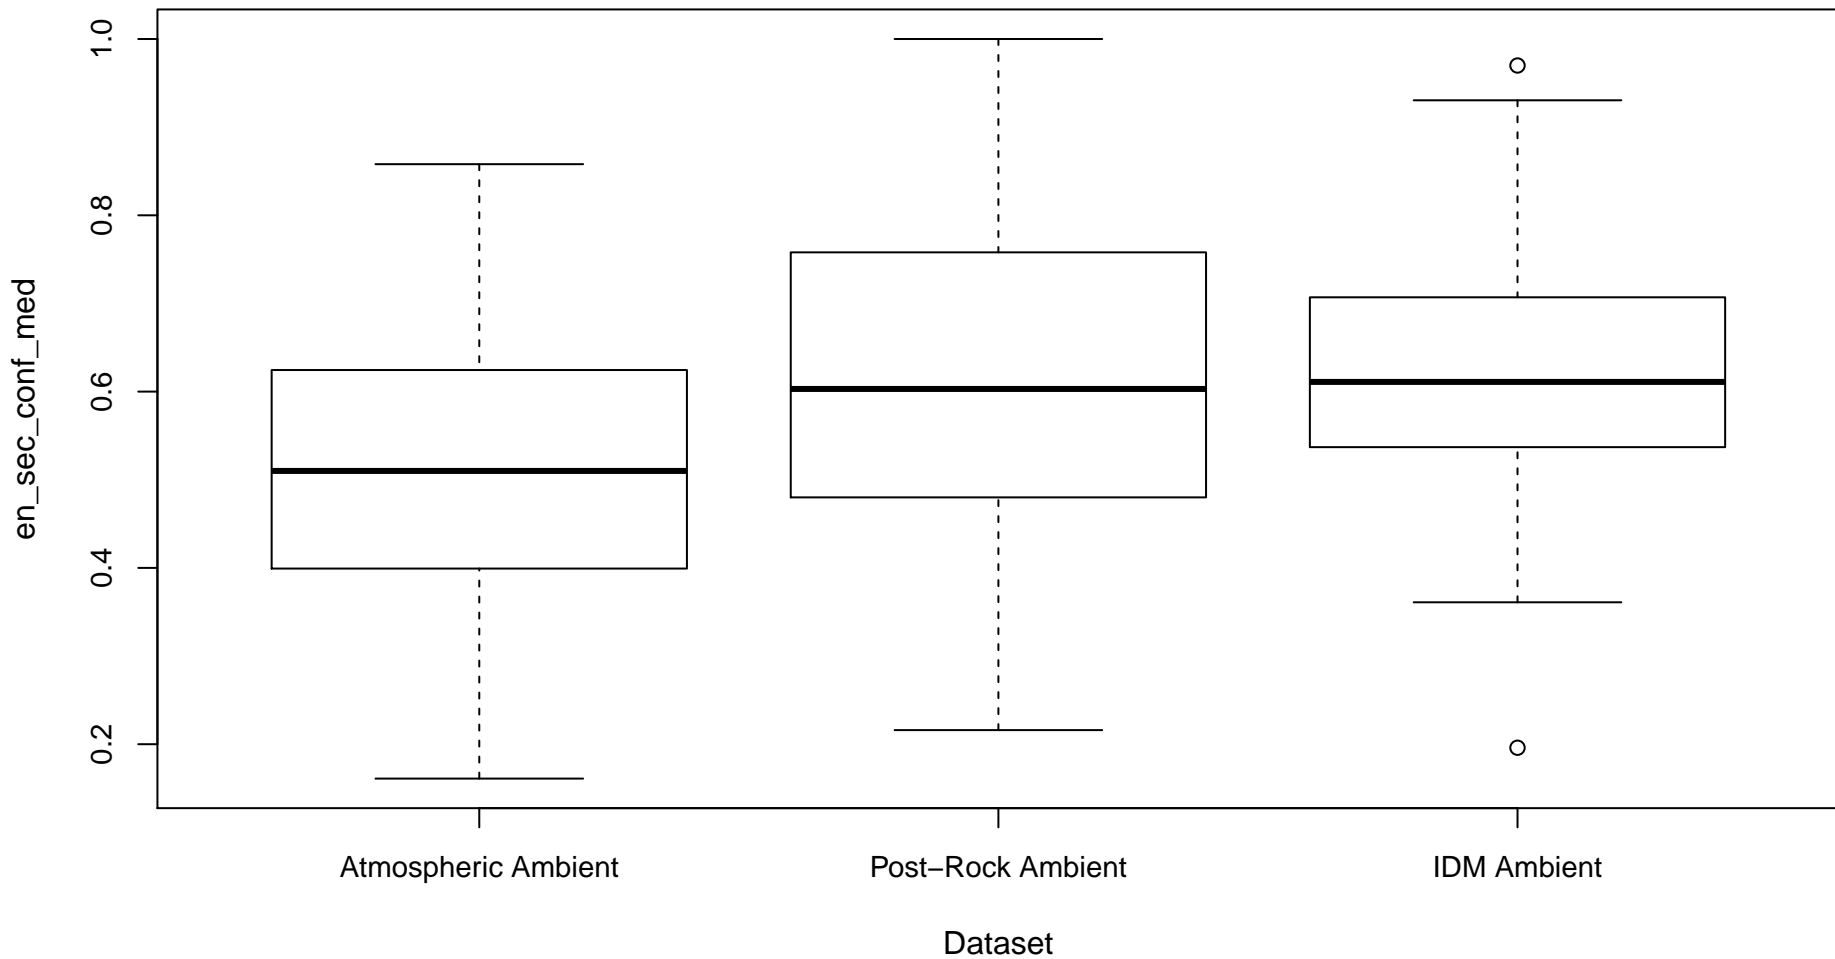 en_sec_conf_med
1.0
0.8
0.6
0.4
0.2
Atmospheric Ambient
Post−Rock Ambient
IDM Ambient
Dataset